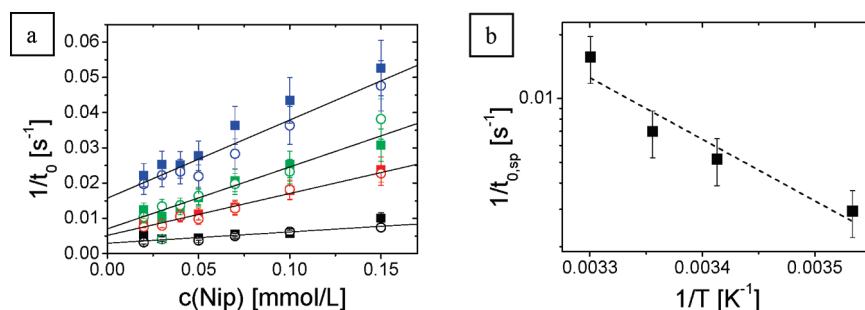 a
1/t0 [s-1]
0.06
0.05
0.04
0.03
0.02
0.01
0.00
0.00 0.05 0.10 0.15
c(Nip) [mmol/L]
b
1/t0,sp [s-1]
0.01
0.0033 0.0034 0.0035
1/T [K-1]